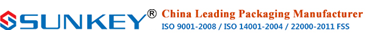 SUNKEY® China Leading Packaging Manufacturer
ISO 9001-2008 / ISO 14001-2004 / 22000-2011 FSS